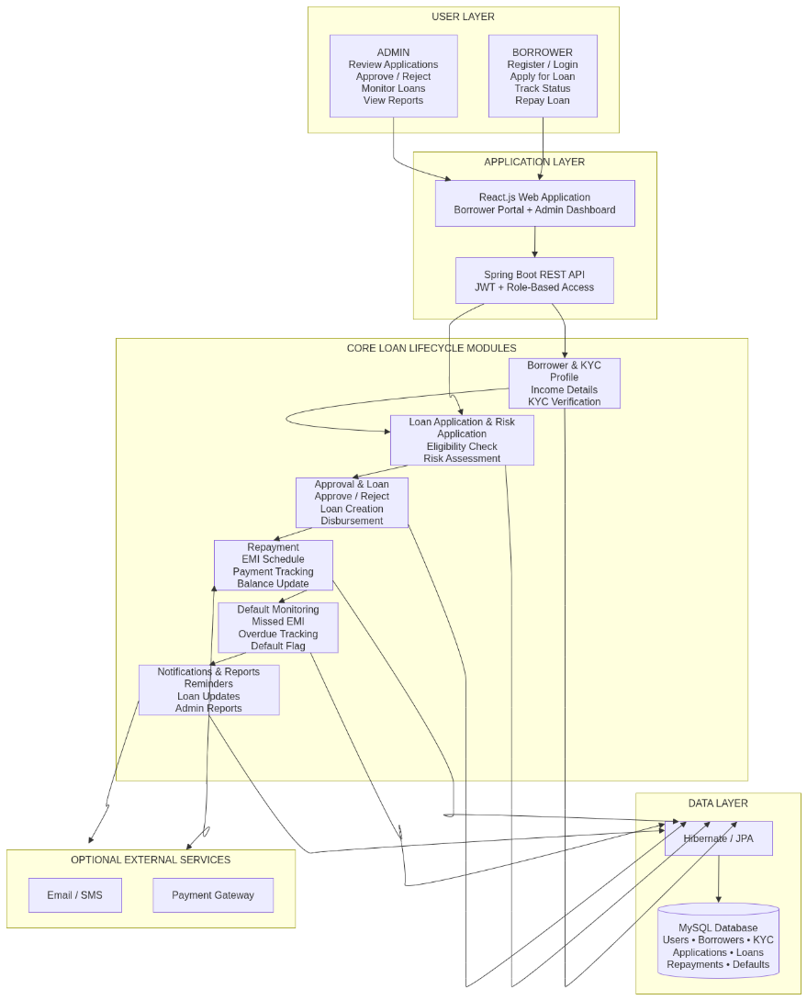 USER LAYER
ADMIN
Review Applications
Approve / Reject
Monitor Loans
View Reports
BORROWER
Register / Login
Apply for Loan
Track Status
Repay Loan
APPLICATION LAYER
React.js Web Application
Borrower Portal + Admin Dashboard
Spring Boot REST API
JWT + Role-Based Access
CORE LOAN LIFECYCLE MODULES
Borrower & KYC
Profile
Income Details
KYC Verification
Loan Application & Risk
Application
Eligibility Check
Risk Assessment
Approval & Loan
Approve / Reject
Loan Creation
Disbursement
Repayment
EMI Schedule
Payment Tracking
Balance Update
Default Monitoring
Missed EMI
Overdue Tracking
Default Flag
Notifications & Reports
Reminders
Loan Updates
Admin Reports
DATA LAYER
Hibernate / JPA
MySQL Database
Users • Borrowers • KYC
Applications • Loans
Repayments • Defaults
OPTIONAL EXTERNAL SERVICES
Email / SMS
Payment Gateway